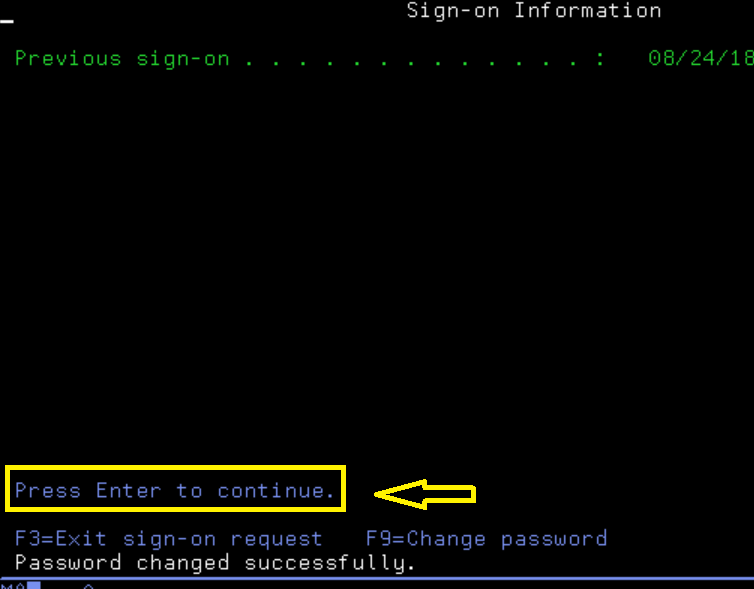 Sign-on Information
Previous sign-on . . . . . . . . . . . . . : 08/24/18
Press Enter to continue.
F3=Exit sign-on request F9=Change password
Password changed successfully.